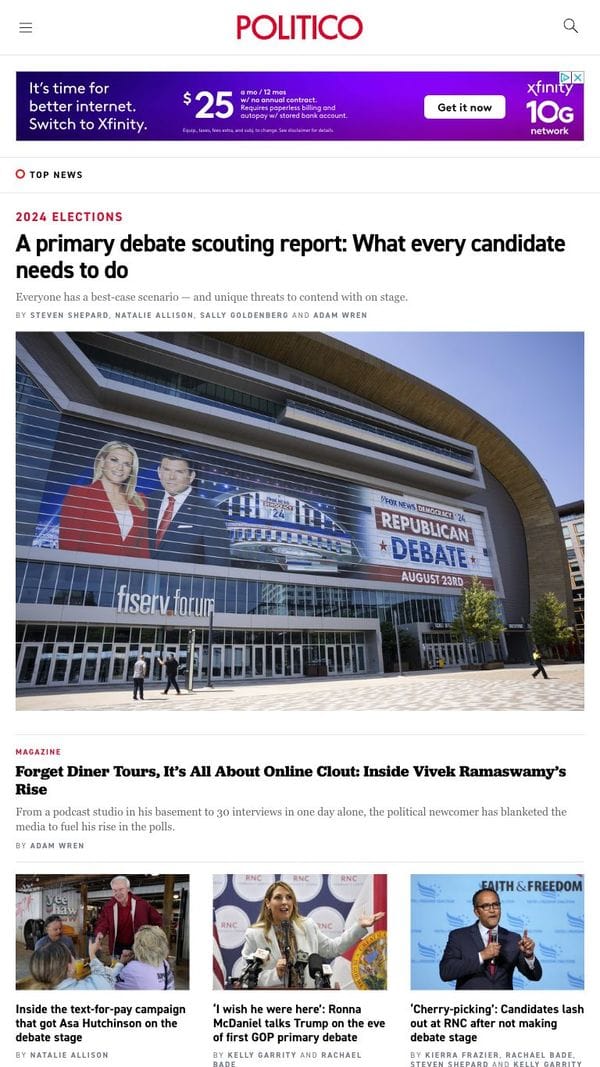 POLITICO
It's time for
better internet.
Switch to Xfinity.
$25
a mo / 12 mos
w/ no annual contract.
Requires paperless billing and
autopay w/ stored bank account.
Equip., taxes, fees extra, and subj. to change. See disclaimer for details.
Get it now
xfinity
10G
network
TOP NEWS
2024 ELECTIONS
A primary debate scouting report: What every candidate
needs to do
Everyone has a best-case scenario — and unique threats to contend with on stage.
BY STEVEN SHEPARD, NATALIE ALLISON, SALLY GOLDENBERG AND ADAM WREN
FOX NEWS DEMOCRACY '24
REPUBLICAN
DEBATE
AUGUST 23RD
FOX NEWS
DEMOCRACY
24
fiserv.forum
MAGAZINE
Forget Diner Tours, It's All About Online Clout: Inside Vivek Ramaswamy's
Rise
From a podcast studio in his basement to 30 interviews in one day alone, the political newcomer has blanketed the
media to fuel his rise in the polls.
BY ADAM WREN
yee
haw
RNC
RNC
RNC
RNC
RNC
FAITH & FREEDOM
Inside the text-for-pay campaign
that got Asa Hutchinson on the
debate stage
BY NATALIE ALLISON
'I wish he were here': Ronna
McDaniel talks Trump on the eve
of first GOP primary debate
BY KELLY GARRITY AND RACHAEL
BADE
'Cherry-picking': Candidates lash
out at RNC after not making
debate stage
BY KIERRA FRAZIER, RACHAEL BADE,
STEVEN SHEPARD AND KELLY GARRITY